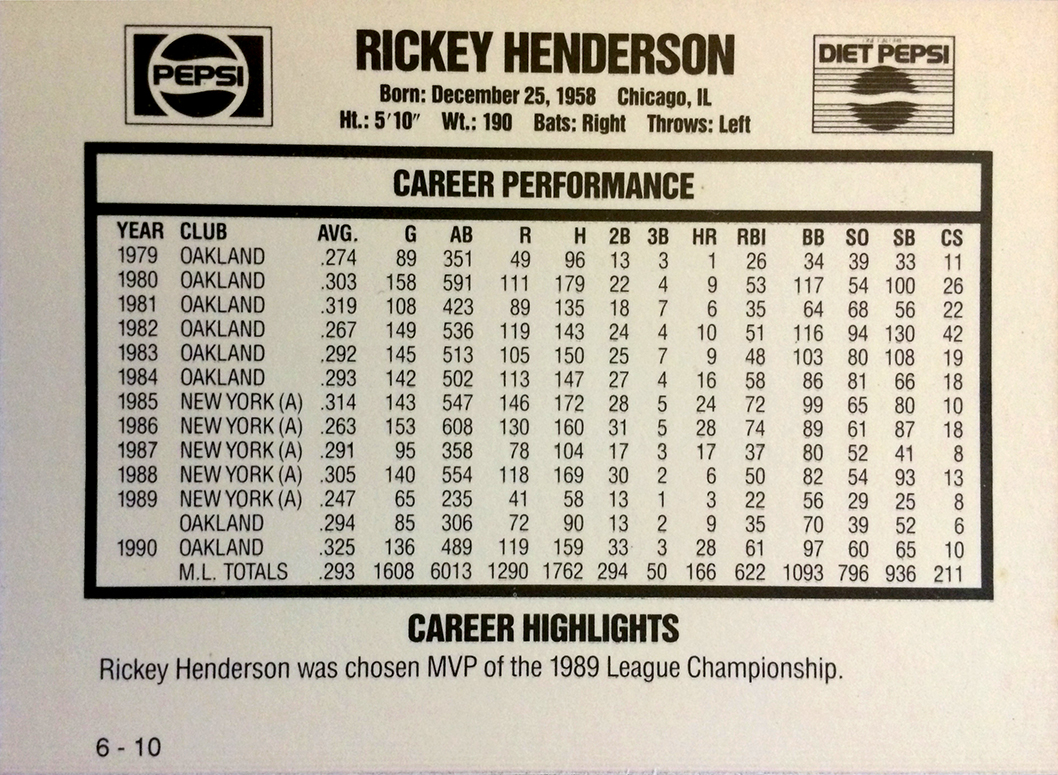 PEPSI
RICKEY HENDERSON
DIET PEPSI
Born: December 25, 1958 Chicago, IL
Ht.: 5'10" Wt.: 190 Bats: Right Throws: Left
CAREER PERFORMANCE
YEAR CLUB AVG. G AB R H 2B 3B HR RBI BB SO SB CS
1979 OAKLAND .274 89 351 49 96 13 3 1 26 34 39 33 11
1980 OAKLAND .303 158 591 111 179 22 4 9 53 117 54 100 26
1981 OAKLAND .319 108 423 89 135 18 7 6 35 64 68 56 22
1982 OAKLAND .267 149 536 119 143 24 4 10 51 116 94 130 42
1983 OAKLAND .292 145 513 105 150 25 7 9 48 103 80 108 19
1984 OAKLAND .293 142 502 113 147 27 4 16 58 86 81 66 18
1985 NEW YORK (A) .314 143 547 146 172 28 5 24 72 99 65 80 10
1986 NEW YORK (A) .263 153 608 130 160 31 5 28 74 89 61 87 18
1987 NEW YORK (A) .291 95 358 78 104 17 3 17 37 80 52 41 8
1988 NEW YORK (A) .305 140 554 118 169 30 2 6 50 82 54 93 13
1989 NEW YORK (A) .247 65 235 41 58 13 1 3 22 56 29 25 8
OAKLAND .294 85 306 72 90 13 2 9 35 70 39 52 6
1990 OAKLAND .325 136 489 119 159 33 3 28 61 97 60 65 10
M.L. TOTALS .293 1608 6013 1290 1762 294 50 166 622 1093 796 936 211
CAREER HIGHLIGHTS
Rickey Henderson was chosen MVP of the 1989 League Championship.
6 - 10